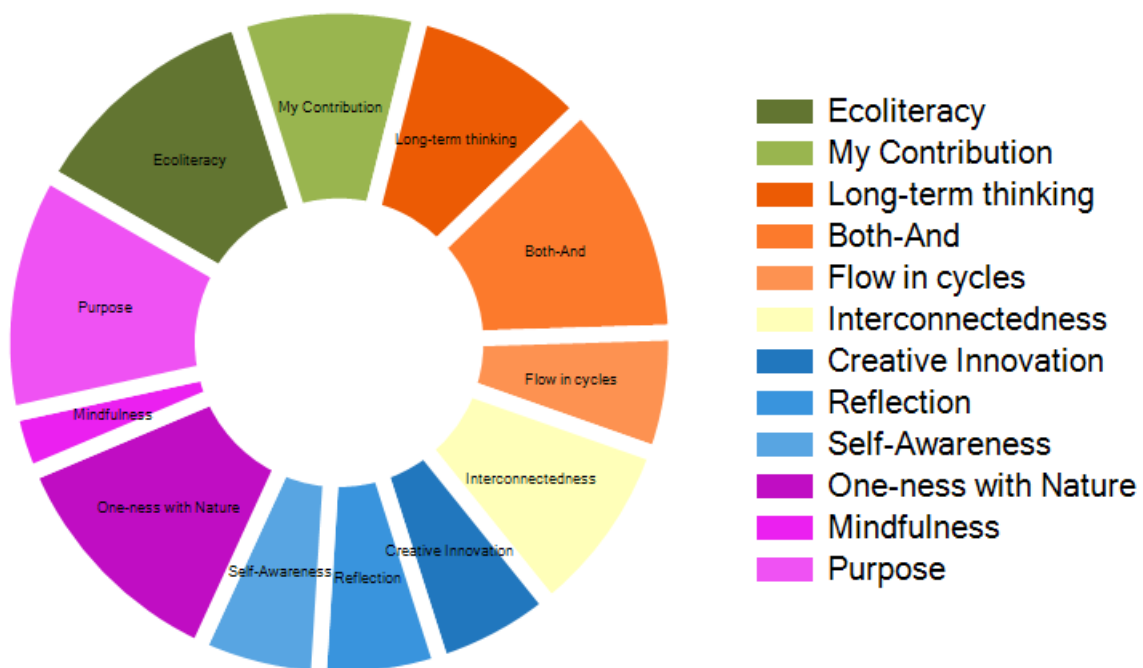 My Contribution
Long-term thinking
Ecoliteracy
Both-And
Purpose
Flow in cycles
Mindfulness
Interconnectedness
One-ness with Nature
Creative Innovation
Self-Awareness
Reflection
Ecoliteracy
My Contribution
Long-term thinking
Both-And
Flow in cycles
Interconnectedness
Creative Innovation
Reflection
Self-Awareness
One-ness with Nature
Mindfulness
Purpose